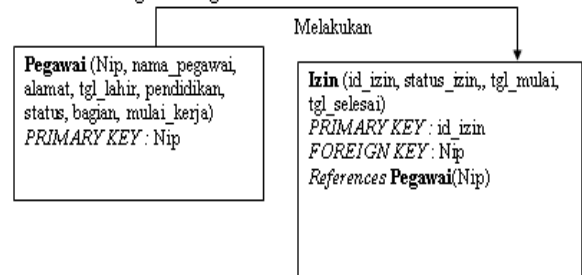 Melakukan
Pegawai (Nip, nama_pegawai,
alamat, tgl_lahir, pendidikan,
status, bagian, mulai_kerja)
PRIMARY KEY : Nip
Izin (id_izin, status_izin,, tgl_mulai,
tgl_selesai)
PRIMARY KEY : id_izin
FOREIGN KEY : Nip
References Pegawai(Nip)